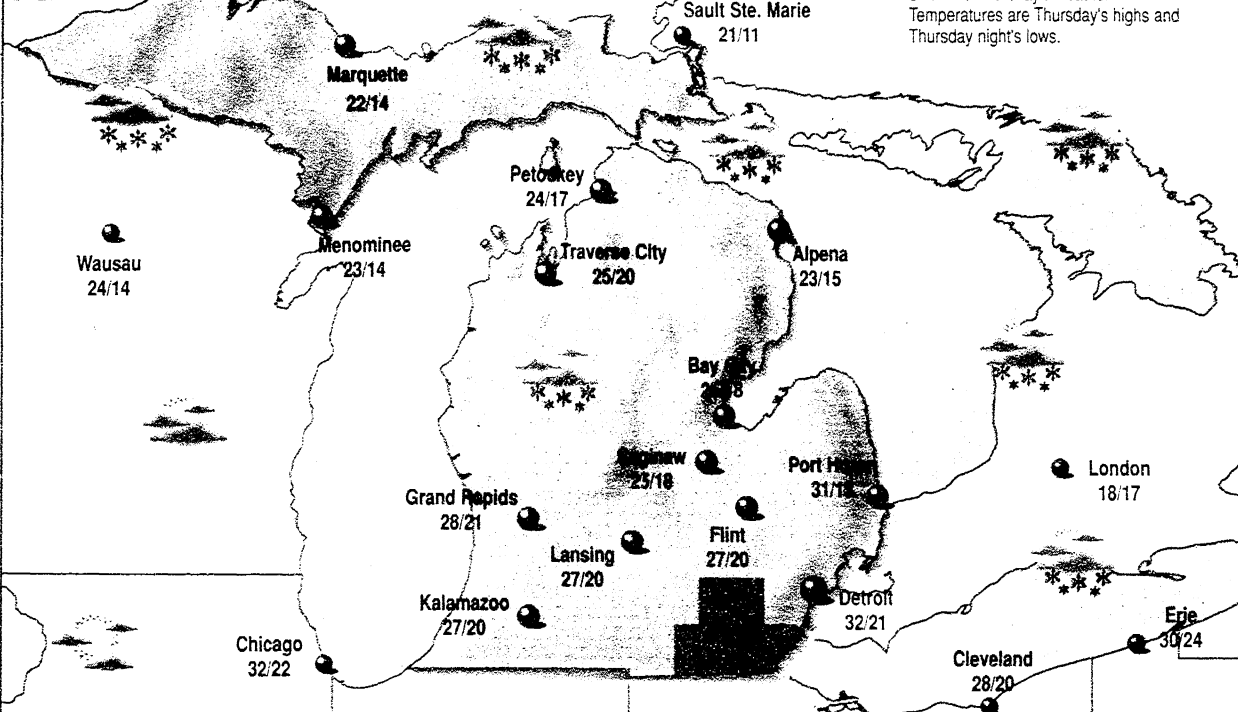 Sault Ste. Marie
21/11
Temperatures are Thursday's highs and
Thursday night's lows.
Marquette
22/14
Petoskey
24/17
Menominee
23/14
Traverse City
25/20
Alpena
23/15
Wausau
24/14
Bay City
Saginaw
25/18
Port Huron
Grand Rapids
28/21
London
18/17
Flint
27/20
Lansing
27/20
Kalamazoo
27/20
Detroit
32/21
Chicago
32/22
Erie
30/24
Cleveland
28/20